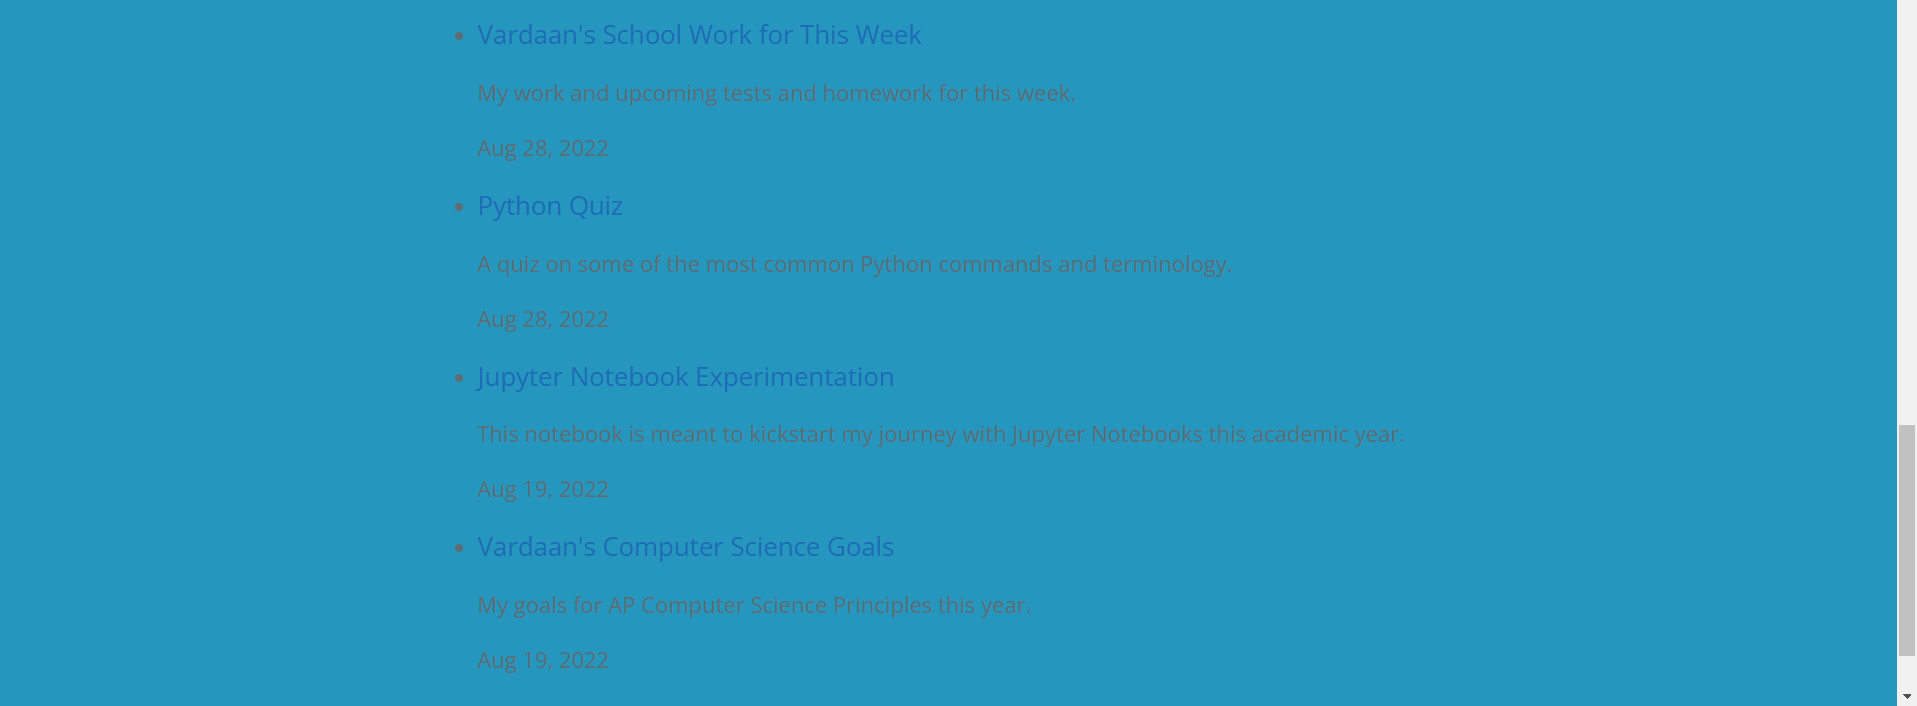 Vardaan's School Work for This Week
My work and upcoming tests and homework for this week.
Aug 28, 2022
Python Quiz
A quiz on some of the most common Python commands and terminology.
Aug 28, 2022
Jupyter Notebook Experimentation
This notebook is meant to kickstart my journey with Jupyter Notebooks this academic year.
Aug 19, 2022
Vardaan's Computer Science Goals
My goals for AP Computer Science Principles this year.
Aug 19, 2022